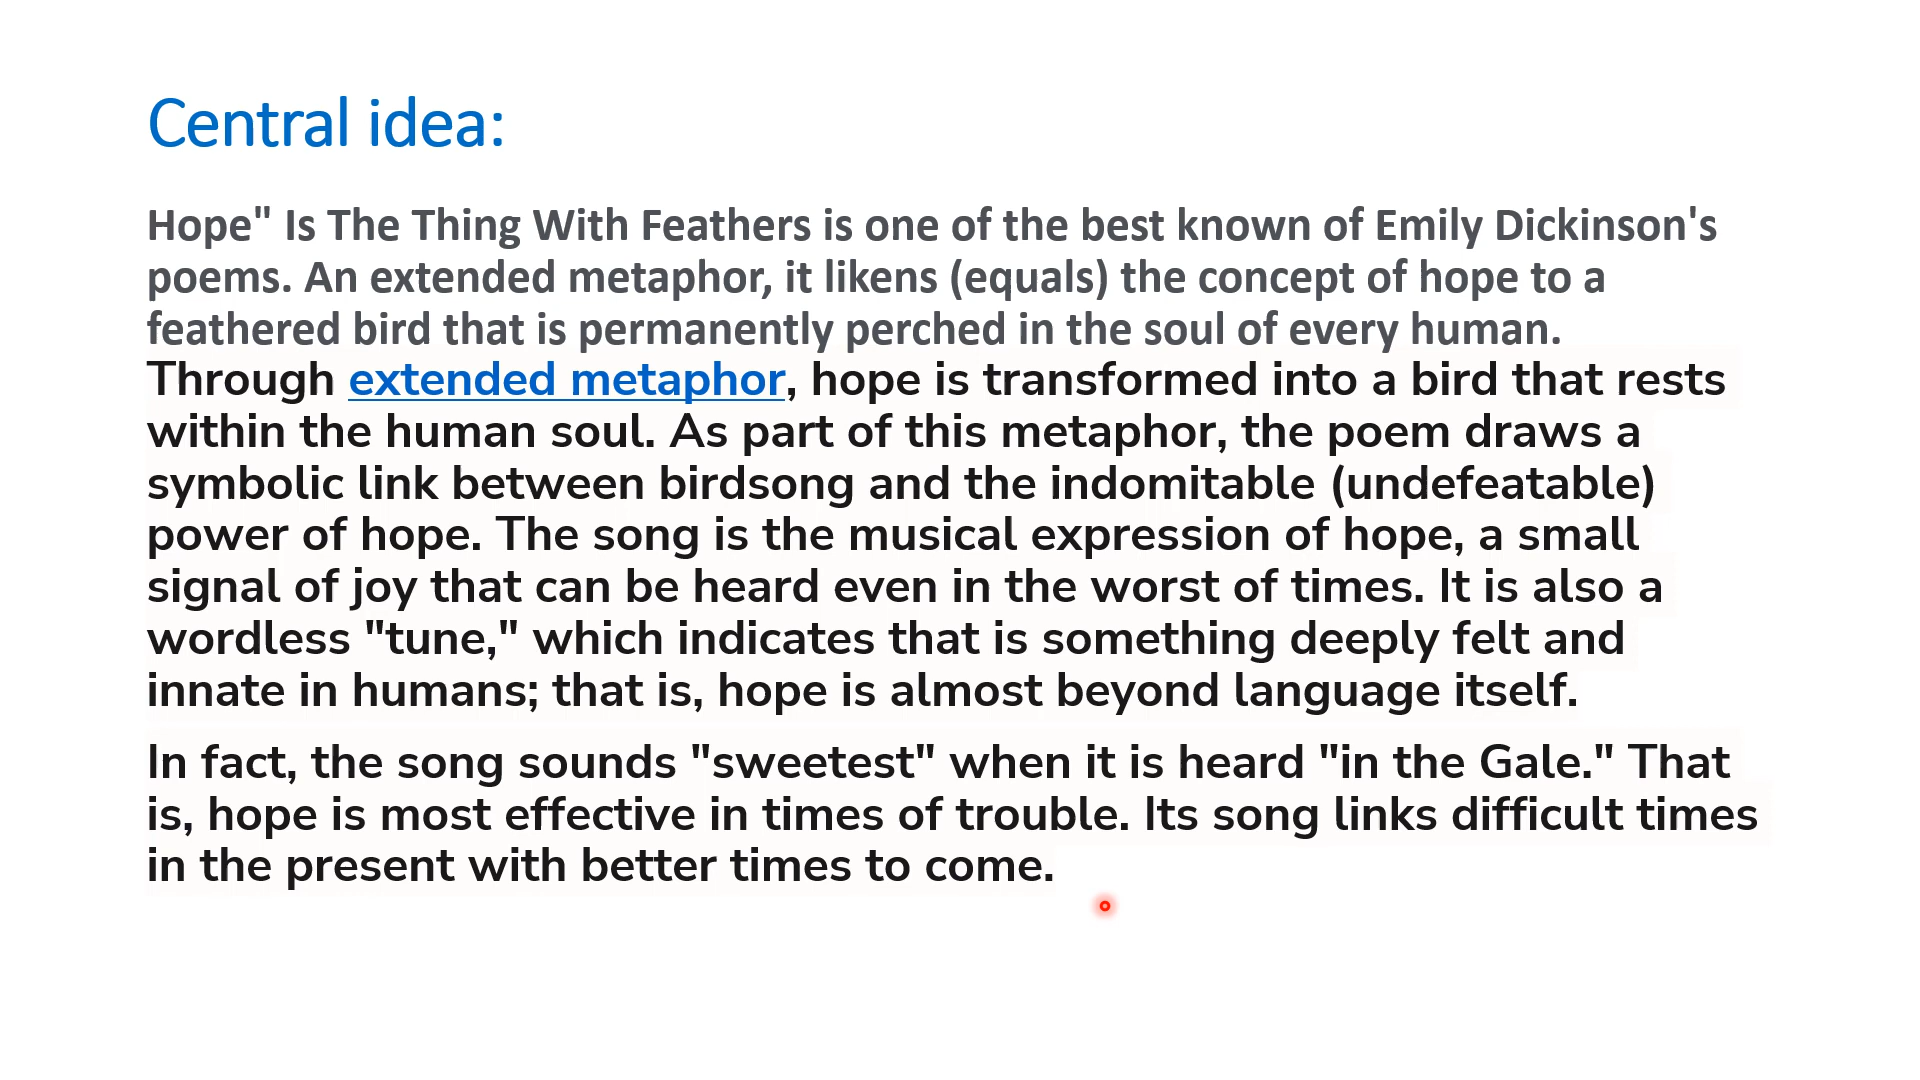 Central idea:
Hope" Is The Thing With Feathers is one of the best known of Emily Dickinson's
poems. An extended metaphor, it likens (equals) the concept of hope to a
feathered bird that is permanently perched in the soul of every human.
Through extended metaphor, hope is transformed into a bird that rests
within the human soul. As part of this metaphor, the poem draws a
symbolic link between birdsong and the indomitable (undefeatable)
power of hope. The song is the musical expression of hope, a small
signal of joy that can be heard even in the worst of times. It is also a
wordless "tune," which indicates that is something deeply felt and
innate in humans; that is, hope is almost beyond language itself.
In fact, the song sounds "sweetest" when it is heard "in the Gale." That
is, hope is most effective in times of trouble. Its song links difficult times
in the present with better times to come.